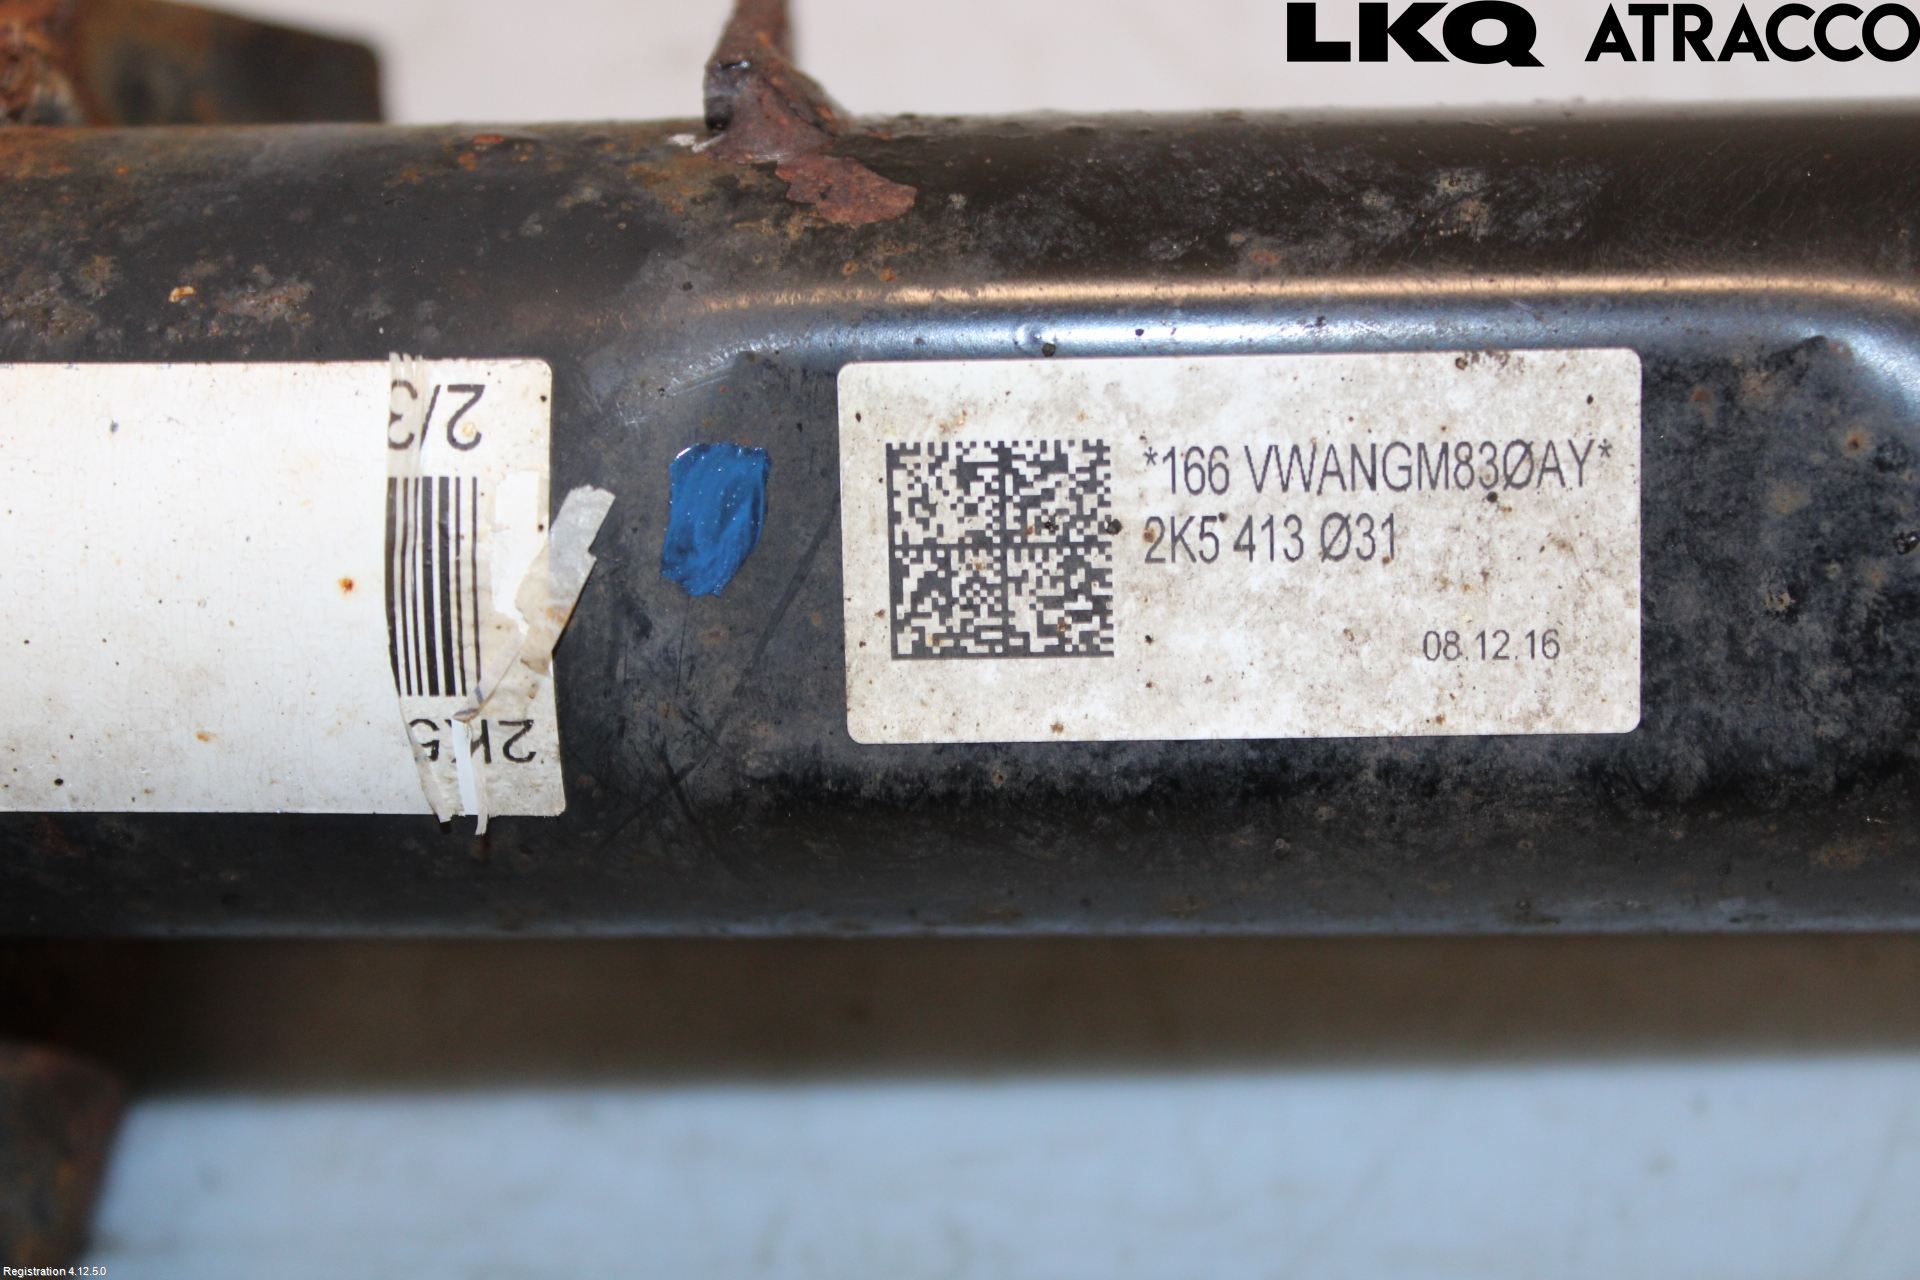 LKQ ATRACCO
2/3
*166 VWANGM83ØAY*
2K5 413 Ø31
08.12.16
2K5
Registration 4.12.5.0